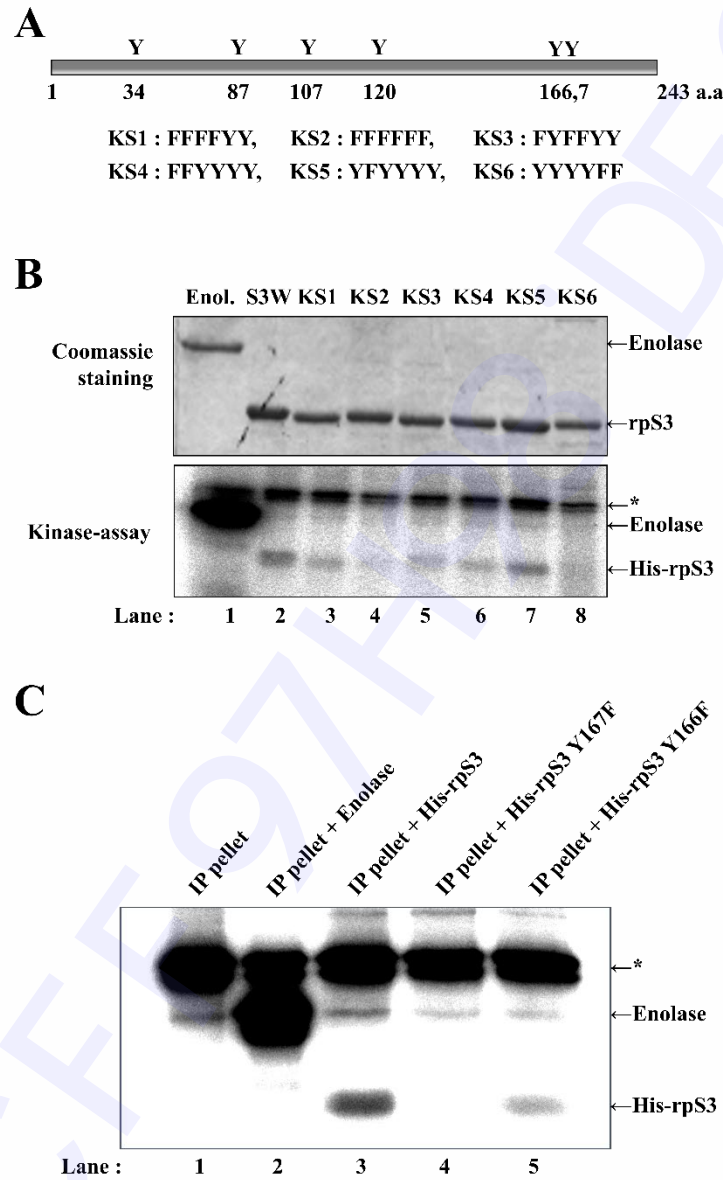 A
Y Y Y Y YY
1 34 87 107 120 166,7 243 a.a
KS1 : FFFFYY, KS2 : FFFFFF, KS3 : FYFFYY
KS4 : FFYYYY, KS5 : YFYYYY, KS6 : YYYYFF
B
Enol. S3W KS1 KS2 KS3 KS4 KS5 KS6
Coomassie
staining
←Enolase
←rpS3
Kinase-assay
←*
←Enolase
←His-rpS3
Lane : 1 2 3 4 5 6 7 8
C
IP pellet
IP pellet + Enolase
IP pellet + His-rpS3
IP pellet + His-rpS3 Y167F
IP pellet + His-rpS3 Y166F
←*
←Enolase
←His-rpS3
Lane : 1 2 3 4 5